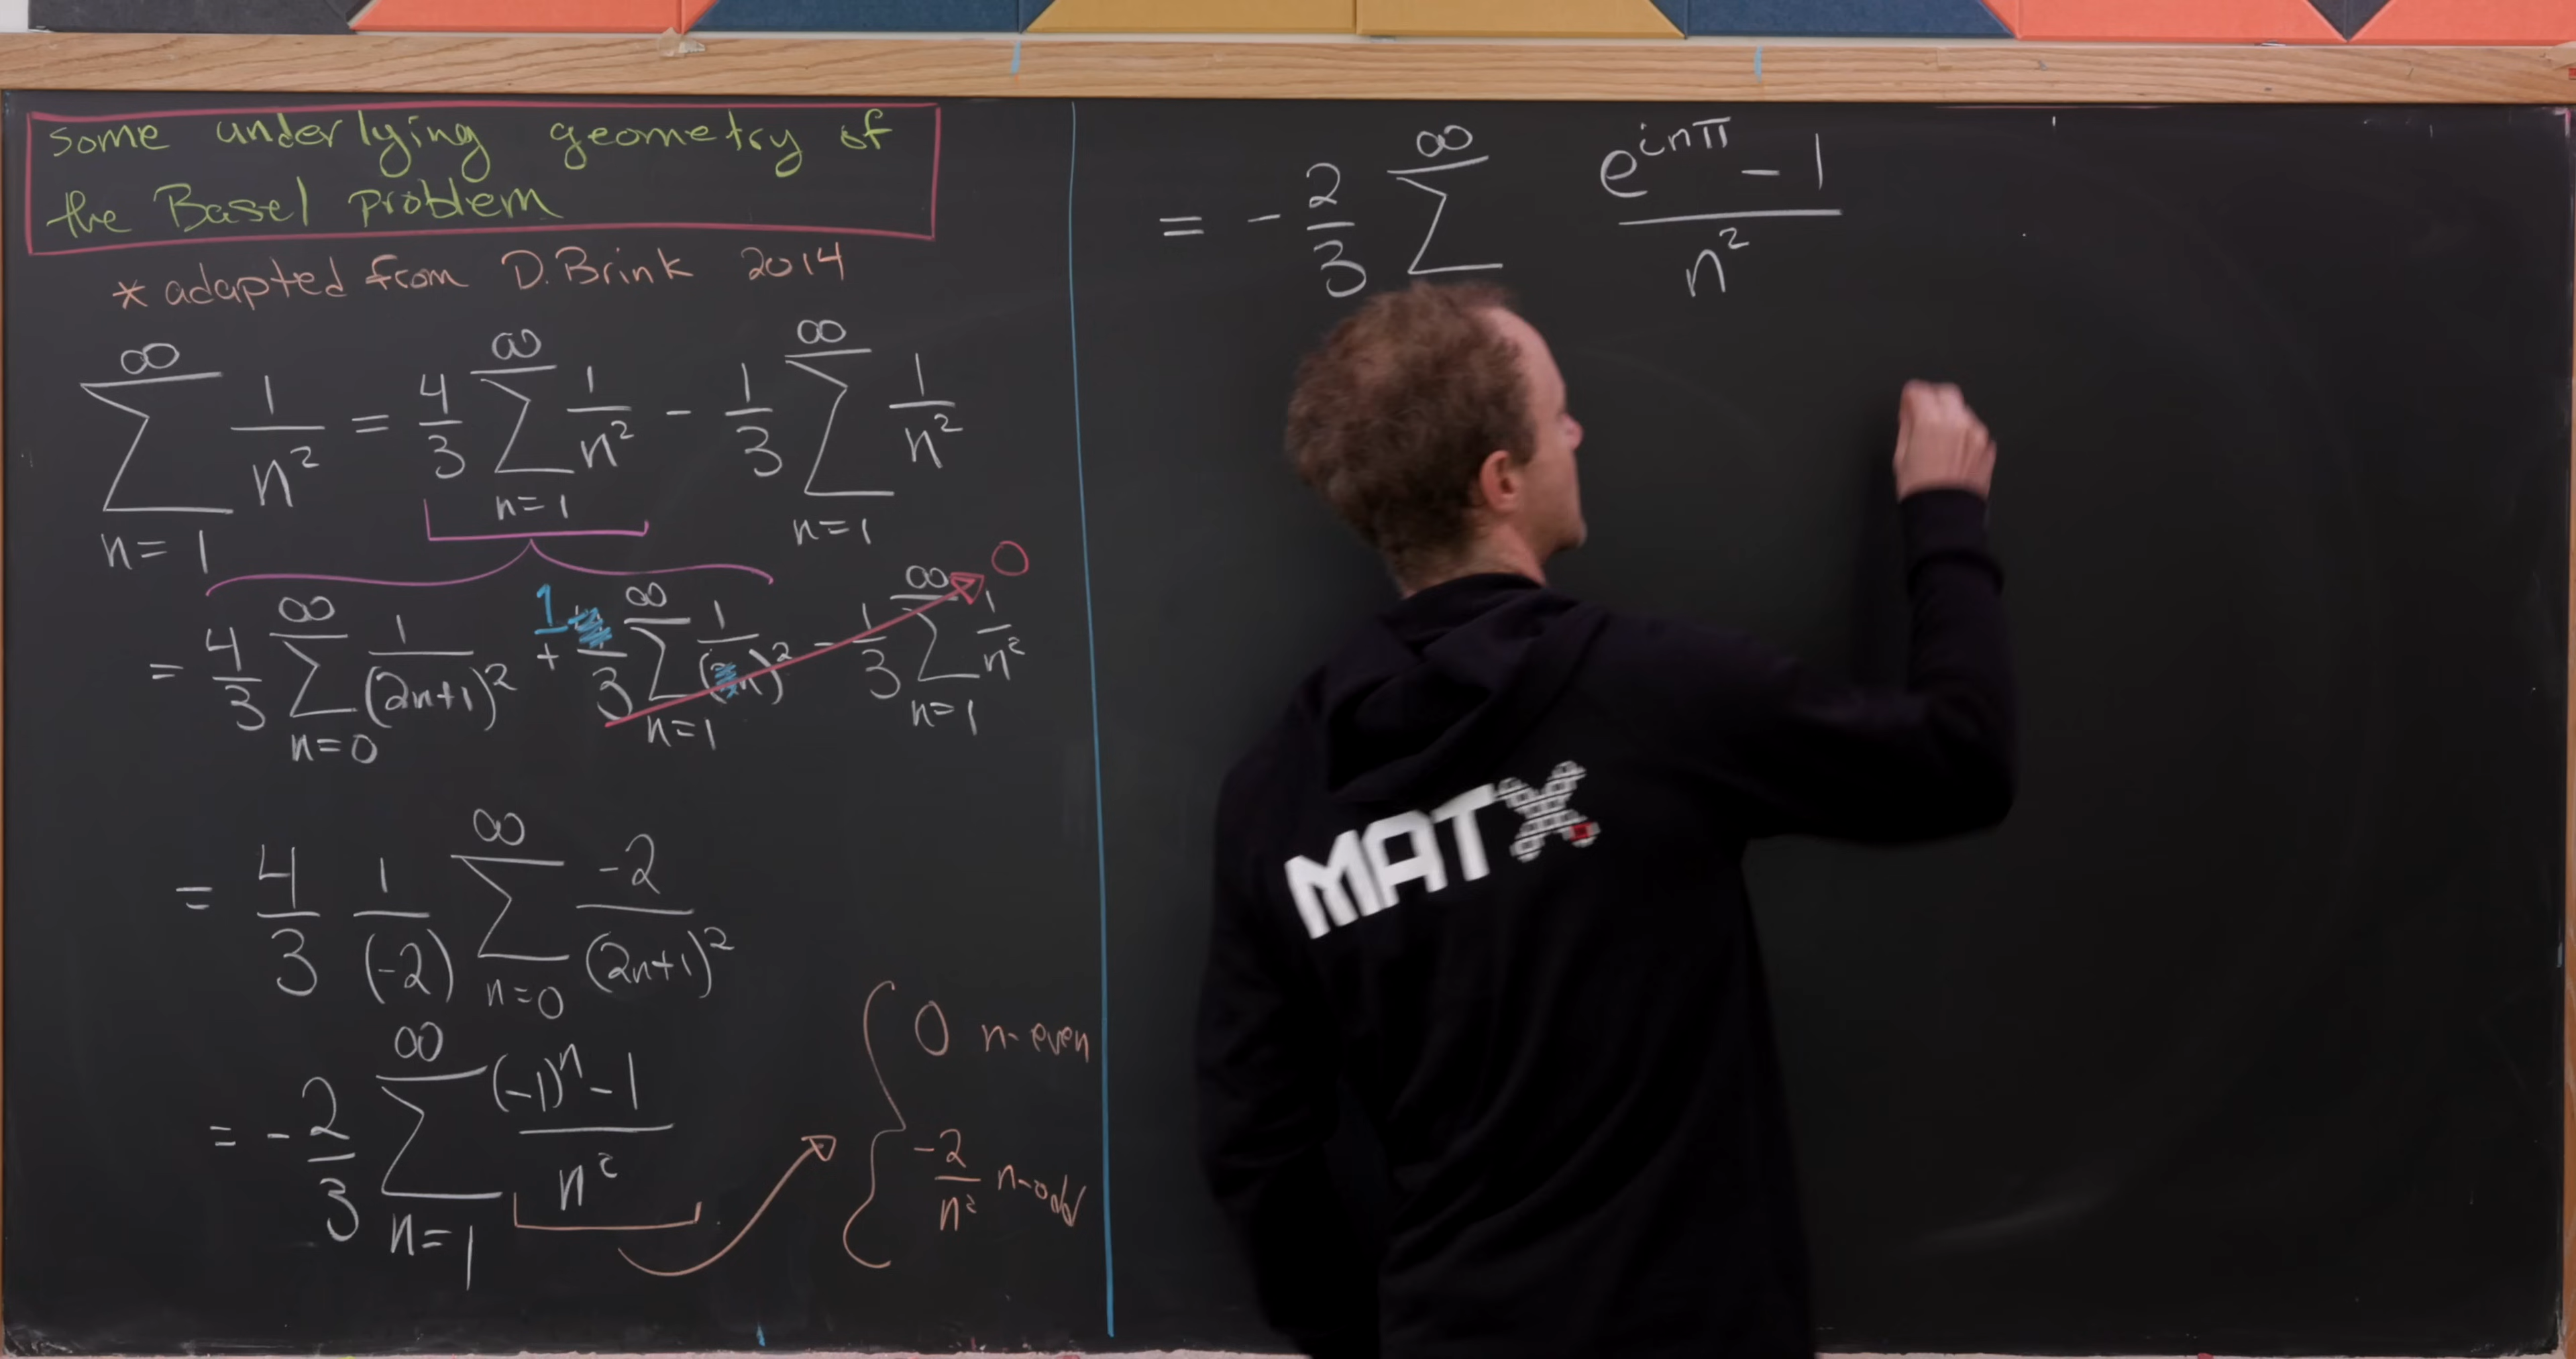 some underlying geometry of
the Basel problem
* adapted from D. Brink 2014
∞ ∑ n=1 1/n² = 4/3 ∞ ∑ n=1 1/n² - 1/3 ∞ ∑ n=1 1/n²
= 4/3 ∞ ∑ n=0 1/(2n+1)² + 1/3 ∞ ∑ n=1 1/(n)² - 1/3 ∞ ∑ n=1 1/n² 0
= 4/3 1/(-2) ∞ ∑ n=0 -2/(2n+1)²
= -2/3 ∞ ∑ n=1 ((-1)ⁿ - 1)/n²
{ 0 n-even
-2/n² n-odd
= -2/3 ∞ ∑ (e^{inπ} - 1)/n²
MATX